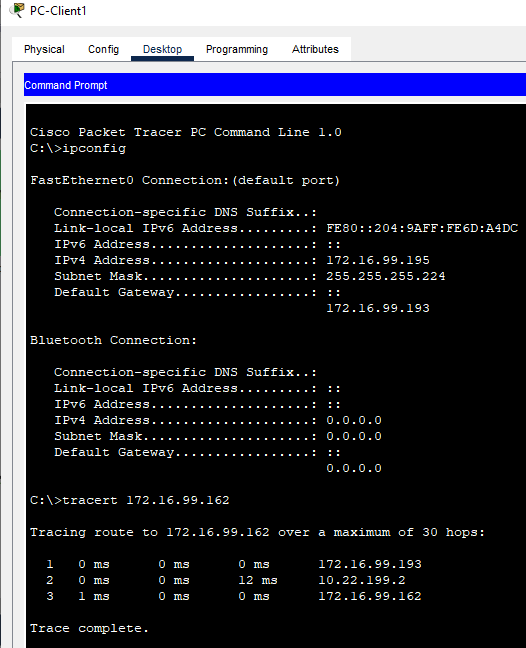 PC-Client1
Physical Config Desktop Programming Attributes
Command Prompt
Cisco Packet Tracer PC Command Line 1.0
C:\>ipconfig
FastEthernet0 Connection:(default port)
Connection-specific DNS Suffix..:
Link-local IPv6 Address.........: FE80::204:9AFF:FE6D:A4DC
IPv6 Address....................: ::
IPv4 Address....................: 172.16.99.195
Subnet Mask.....................: 255.255.255.224
Default Gateway.................: ::
172.16.99.193
Bluetooth Connection:
Connection-specific DNS Suffix..:
Link-local IPv6 Address.........: ::
IPv6 Address....................: ::
IPv4 Address....................: 0.0.0.0
Subnet Mask.....................: 0.0.0.0
Default Gateway.................: ::
0.0.0.0
C:\>tracert 172.16.99.162
Tracing route to 172.16.99.162 over a maximum of 30 hops:
1 0 ms 0 ms 0 ms 172.16.99.193
2 0 ms 0 ms 12 ms 10.22.199.2
3 1 ms 0 ms 0 ms 172.16.99.162
Trace complete.